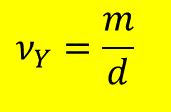 𝜈_Y = m/d